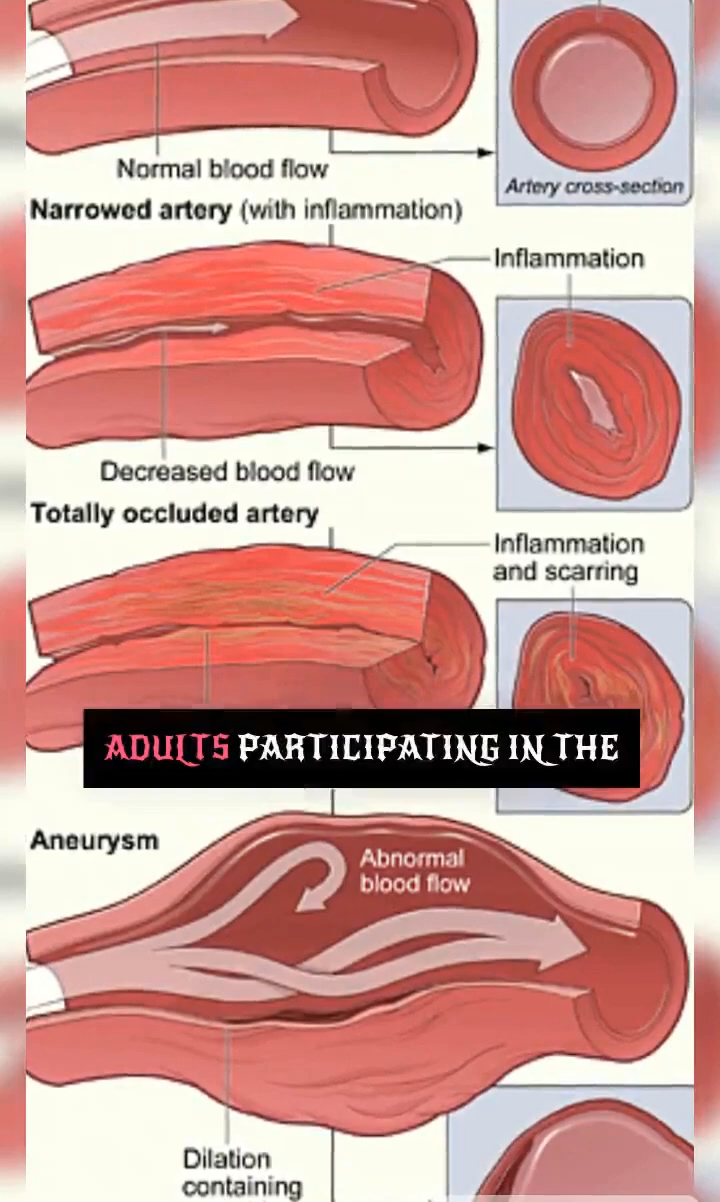 Normal blood flow
Artery cross-section
Narrowed artery (with inflammation)
Inflammation
Decreased blood flow
Totally occluded artery
Inflammation
and scarring
ADULTS PARTICIPATING IN THE
Aneurysm
Abnormal
blood flow
Dilation
containing